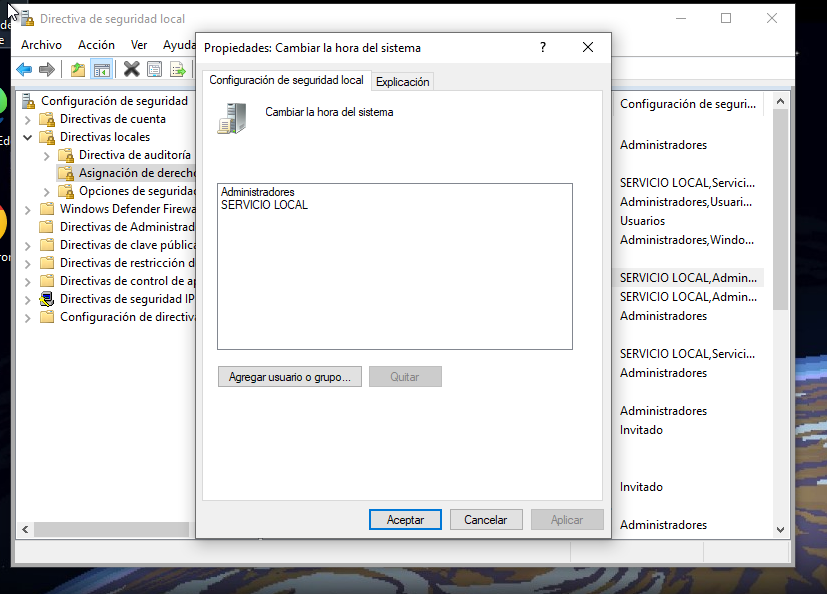 Directiva de seguridad local
Archivo Acción Ver Ayuda
Configuración de seguridad
Directivas de cuenta
Directivas locales
Directiva de auditoría
Asignación de derech
Opciones de seguridad
Windows Defender Firewa
Directivas de Administrad
Directivas de clave pública
Directivas de restricción d
Directivas de control de ap
Directivas de seguridad IP
Configuración de directiva
Propiedades: Cambiar la hora del sistema
?
Configuración de seguridad local
Explicación
Cambiar la hora del sistema
Administradores
SERVICIO LOCAL
Agregar usuario o grupo...
Quitar
Aceptar
Cancelar
Aplicar
Configuración de seguri...
Administradores
SERVICIO LOCAL,Servici...
Administradores,Usuari...
Usuarios
Administradores,Windo...
SERVICIO LOCAL,Admin...
SERVICIO LOCAL,Admin...
Administradores
SERVICIO LOCAL,Servici...
Administradores
Administradores
Invitado
Invitado
Administradores